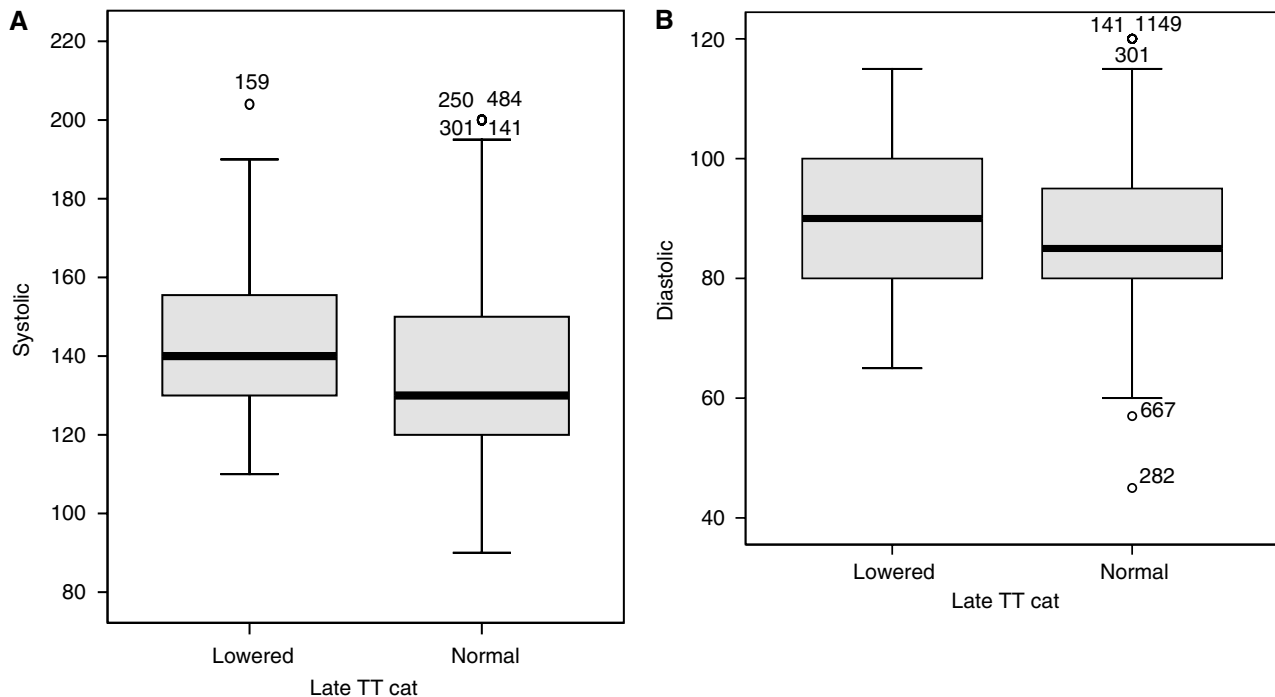 A
220
200
180
160
140
120
100
80
Systolic
159
250 484
301 141
Lowered Normal
Late TT cat
B
120
100
80
60
40
Diastolic
141 1149
301
667
282
Lowered Normal
Late TT cat